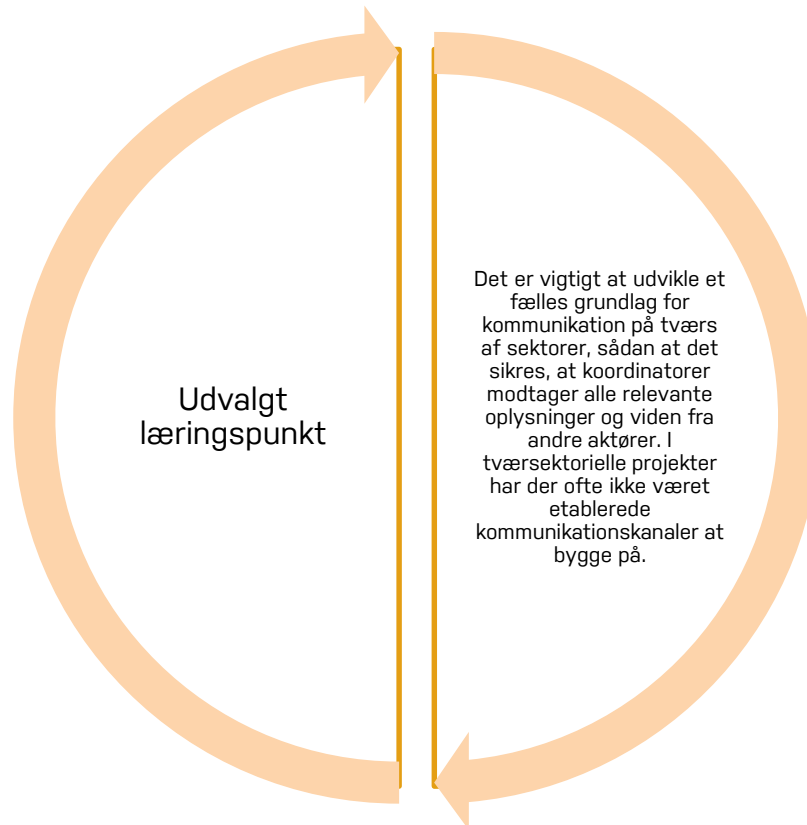 Udvalgt
læringspunkt
Det er vigtigt at udvikle et
fælles grundlag for
kommunikation på tværs
af sektorer, sådan at det
sikres, at koordinatorer
modtager alle relevante
oplysninger og viden fra
andre aktører. I
tværsektorielle projekter
har der ofte ikke været
etablerede
kommunikationskanaler at
bygge på.